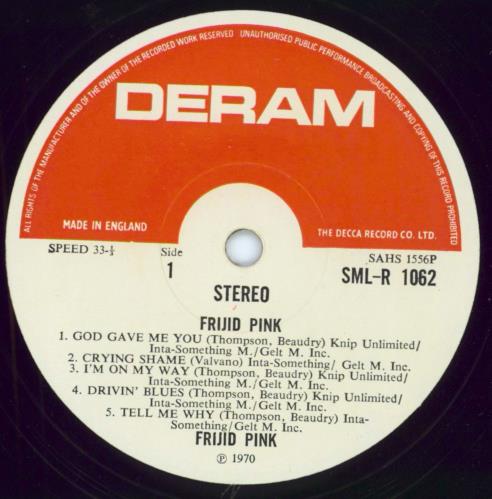 ALL RIGHTS OF THE MANUFACTURER AND OF THE OWNER OF THE RECORDED WORK RESERVED UNAUTHORISED PUBLIC PERFORMANCE BROADCASTING AND COPYING OF THIS RECORD PROHIBITED
DERAM
MADE IN ENGLAND
THE DECCA RECORD CO. LTD.
SPEED 33-⅓
Side
1
SAHS 1556P
SML-R 1062
STEREO
FRIJID PINK
1. GOD GAVE ME YOU (Thompson, Beaudry) Knip Unlimited/
Inta-Something M./Gelt M. Inc.
2. CRYING SHAME (Valvano) Inta-Something/ Gelt M. Inc.
3. I'M ON MY WAY (Thompson, Beaudry) Knip Unlimited/
Inta-Something M./Gelt M. Inc.
4. DRIVIN' BLUES (Thompson, Beaudry) Knip Unlimited/
Inta-Something M./Gelt M. Inc.
5. TELL ME WHY (Thompson, Beaudry) Inta-
Something/Gelt M. Inc.
FRIJID PINK
℗ 1970